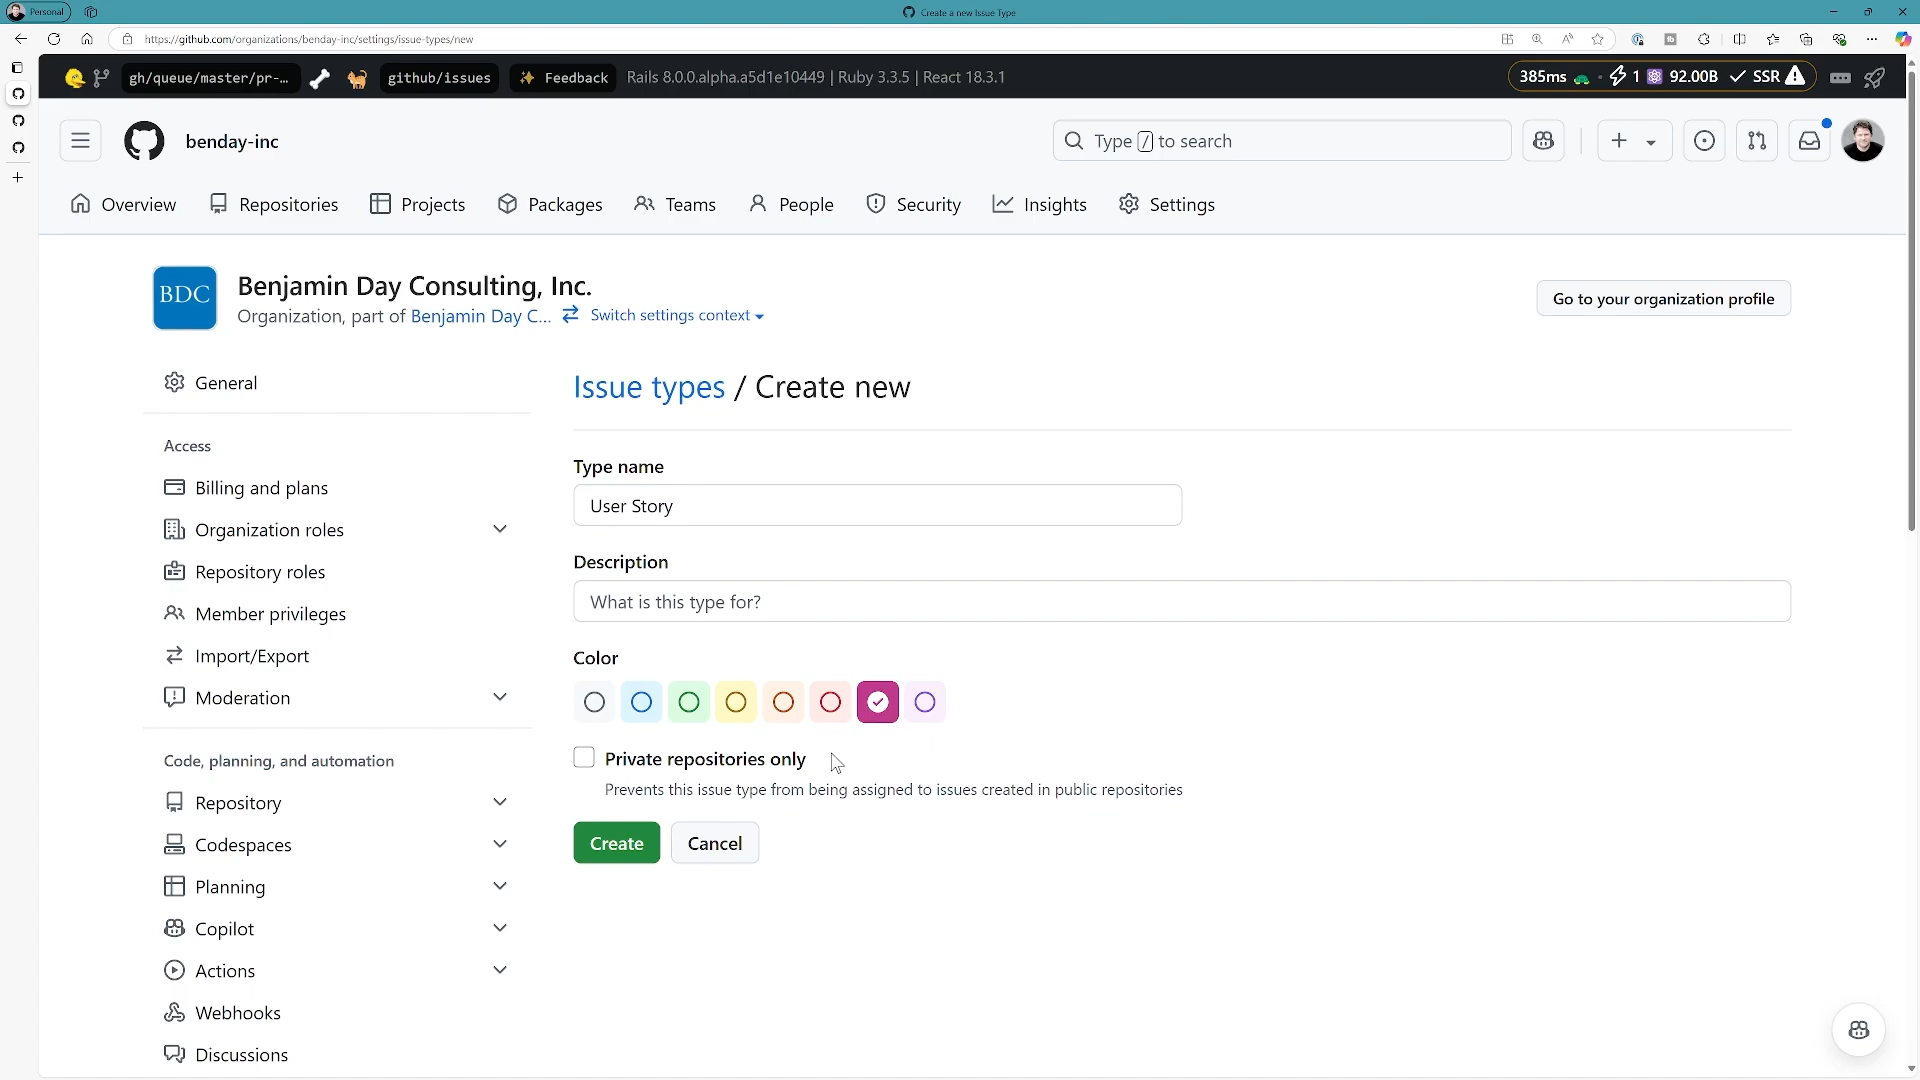 Personal
Create a new Issue Type
https://github.com/organizations/benday-inc/settings/issue-types/new
gh/queue/master/pr-...
github/issues
Feedback
Rails 8.0.0.alpha.a5d1e10449 | Ruby 3.3.5 | React 18.3.1
385ms
1
92.00B
SSR
benday-inc
Type / to search
Overview
Repositories
Projects
Packages
Teams
People
Security
Insights
Settings
BDC
Benjamin Day Consulting, Inc.
Organization, part of Benjamin Day C...
Switch settings context
Go to your organization profile
General
Access
Billing and plans
Organization roles
Repository roles
Member privileges
Import/Export
Moderation
Code, planning, and automation
Repository
Codespaces
Planning
Copilot
Actions
Webhooks
Discussions
Issue types / Create new
Type name
User Story
Description
What is this type for?
Color
Private repositories only
Prevents this issue type from being assigned to issues created in public repositories
Create
Cancel